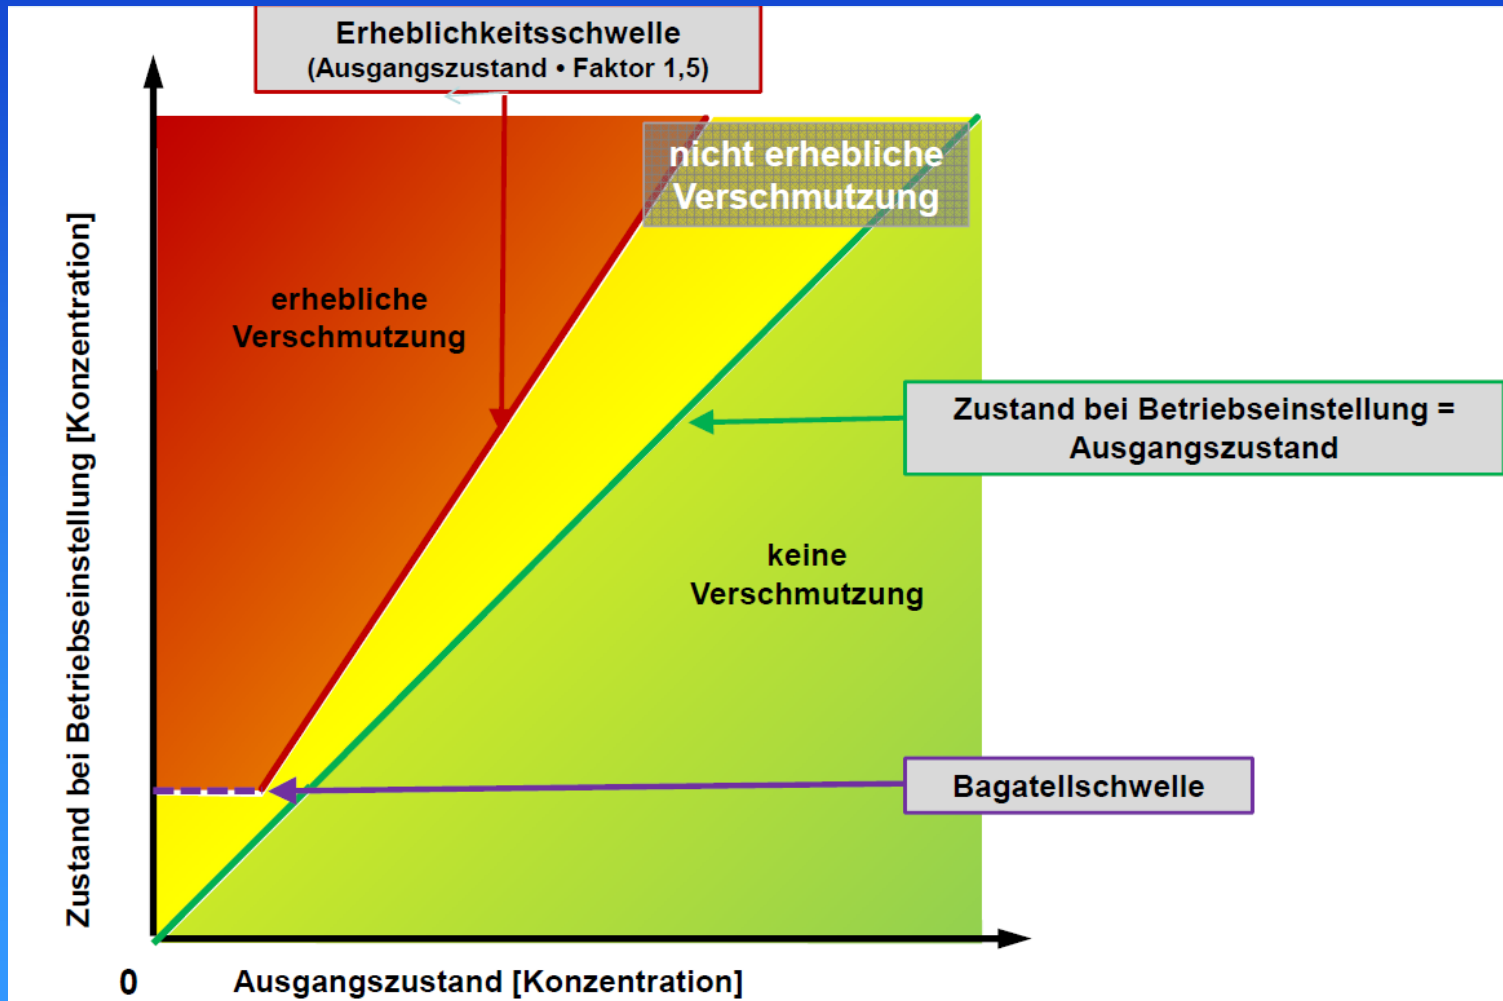 Erheblichkeitsschwelle
(Ausgangszustand • Faktor 1,5)
nicht erhebliche
Verschmutzung
erhebliche
Verschmutzung
Zustand bei Betriebseinstellung =
Ausgangszustand
keine
Verschmutzung
Bagatellschwelle
Zustand bei Betriebseinstellung [Konzentration]
0
Ausgangszustand [Konzentration]